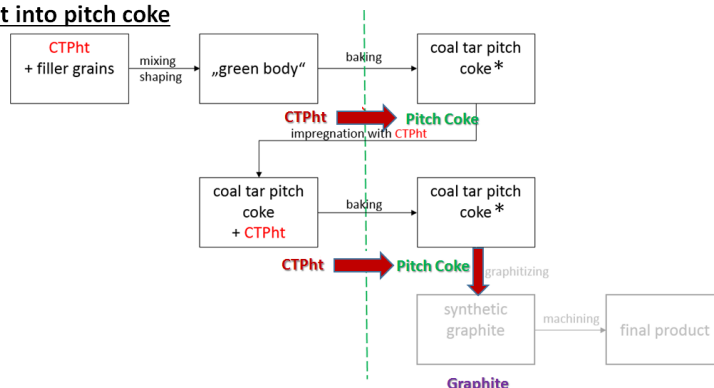 t into pitch coke
CTPht
+ filler grains
mixing
shaping
„green body“
baking
coal tar pitch
coke*
CTPht
Pitch Coke
impregnation with CTPht
coal tar pitch
coke
+ CTPht
baking
coal tar pitch
coke*
CTPht
Pitch Coke
graphitizing
synthetic
graphite
machining
final product
Graphite